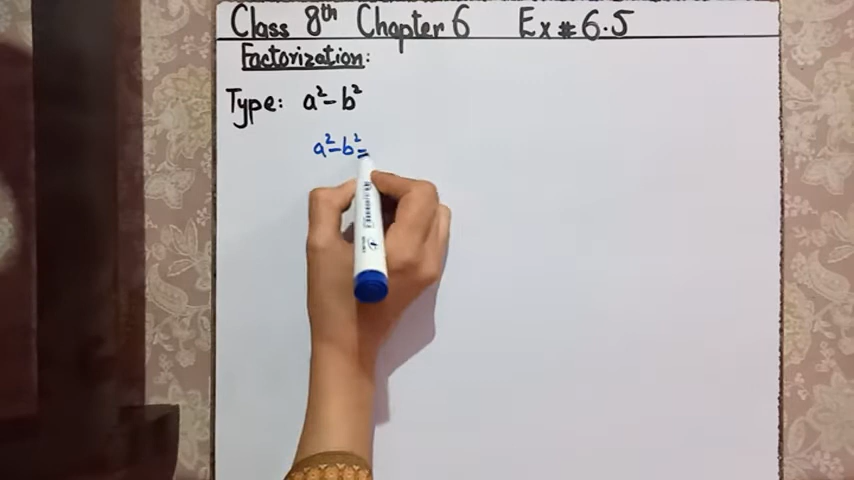 Class 8th Chapter 6 Ex # 6.5
Factorization:
Type: a²-b²
a²-b²=